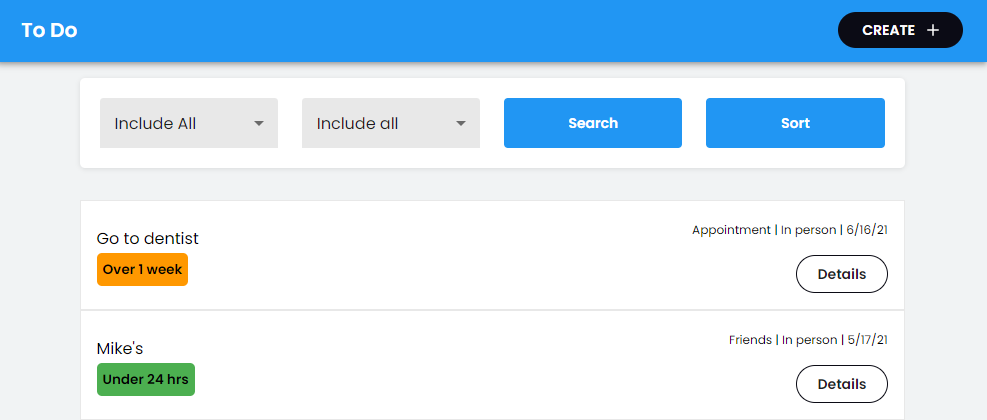 To Do
CREATE +
Include All
Include all
Search
Sort
Go to dentist
Appointment | In person | 6/16/21
Over 1 week
Details
Mike's
Friends | In person | 5/17/21
Under 24 hrs
Details